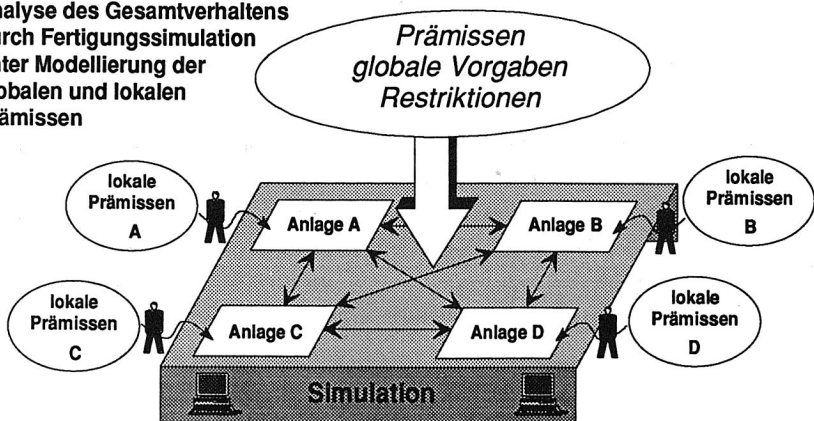 nalyse des Gesamtverhaltens
urch Fertigungssimulation
nter Modellierung der
obalen und lokalen
ämissen
Prämissen
globale Vorgaben
Restriktionen
lokale
Prämissen
A
Anlage A
Anlage B
lokale
Prämissen
B
lokale
Prämissen
C
Anlage C
Anlage D
lokale
Prämissen
D
Simulation